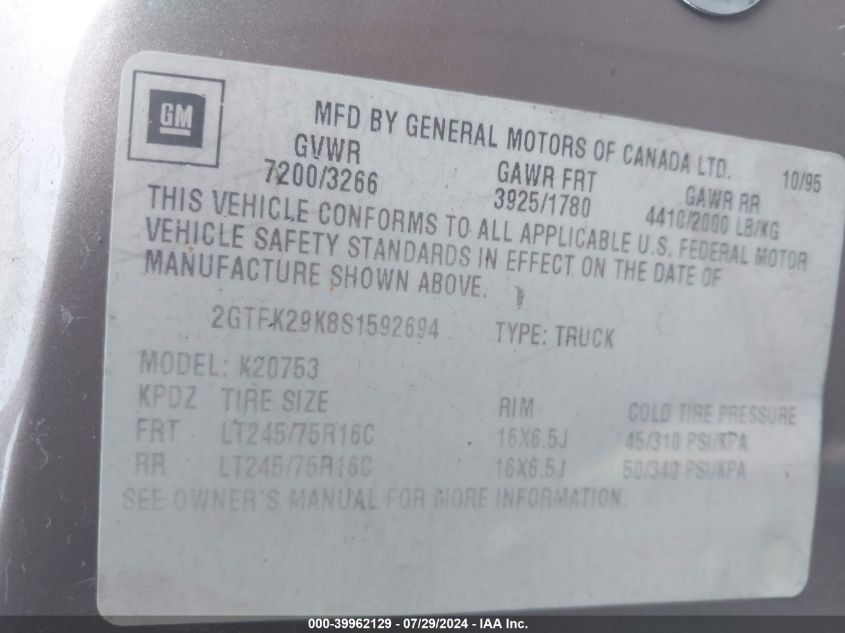 GM
MFD BY GENERAL MOTORS OF CANADA LTD. 10/95
GVWR GAWR FRT GAWR RR
7200/3266 3925/1780 4410/2000 LB/KG
THIS VEHICLE CONFORMS TO ALL APPLICABLE U.S. FEDERAL MOTOR
VEHICLE SAFETY STANDARDS IN EFFECT ON THE DATE OF
MANUFACTURE SHOWN ABOVE.
2GTFK29K8S1592694 TYPE: TRUCK
MODEL: K20753
KPDZ TIRE SIZE RIM COLD TIRE PRESSURE
FRT LT245/75R16C 16X6.5J 45/310 PSI/KPA
RR LT245/75R16C 16X6.5J 50/340 PSI/KPA
SEE OWNER'S MANUAL FOR MORE INFORMATION.
000-39962129 - 07/29/2024 - IAA Inc.